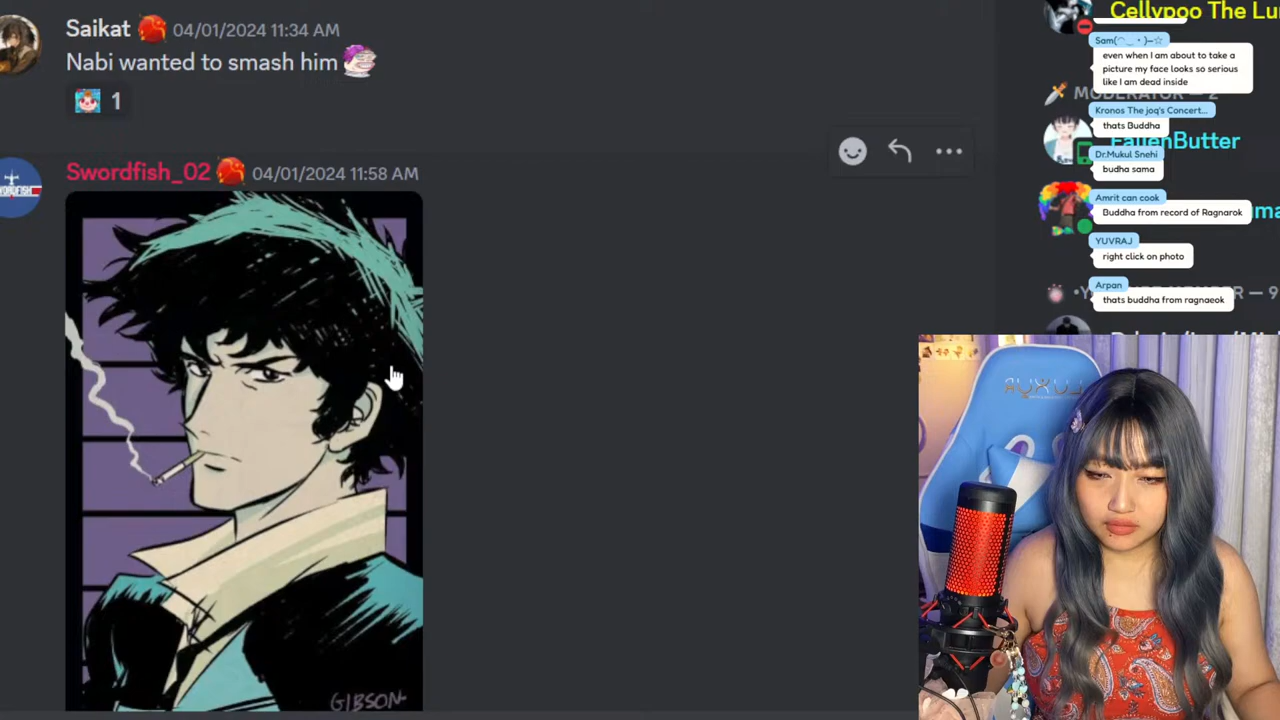 Saikat 04/01/2024 11:34 AM
Nabi wanted to smash him
1
Swordfish_02 04/01/2024 11:58 AM
GIBSON
Cellypoo The Lu
Sam(
even when I am about to take a
picture my face looks so serious
like I am dead inside
MODERATOR — 2
Kronos The joq's Concert...
thats Buddha
FallenButter
Dr.Mukul Snehi
budha sama
Amrit can cook
Buddha from record of Ragnarok
YUVRAJ
right click on photo
R — 9
Arpan
thats buddha from ragnaeok